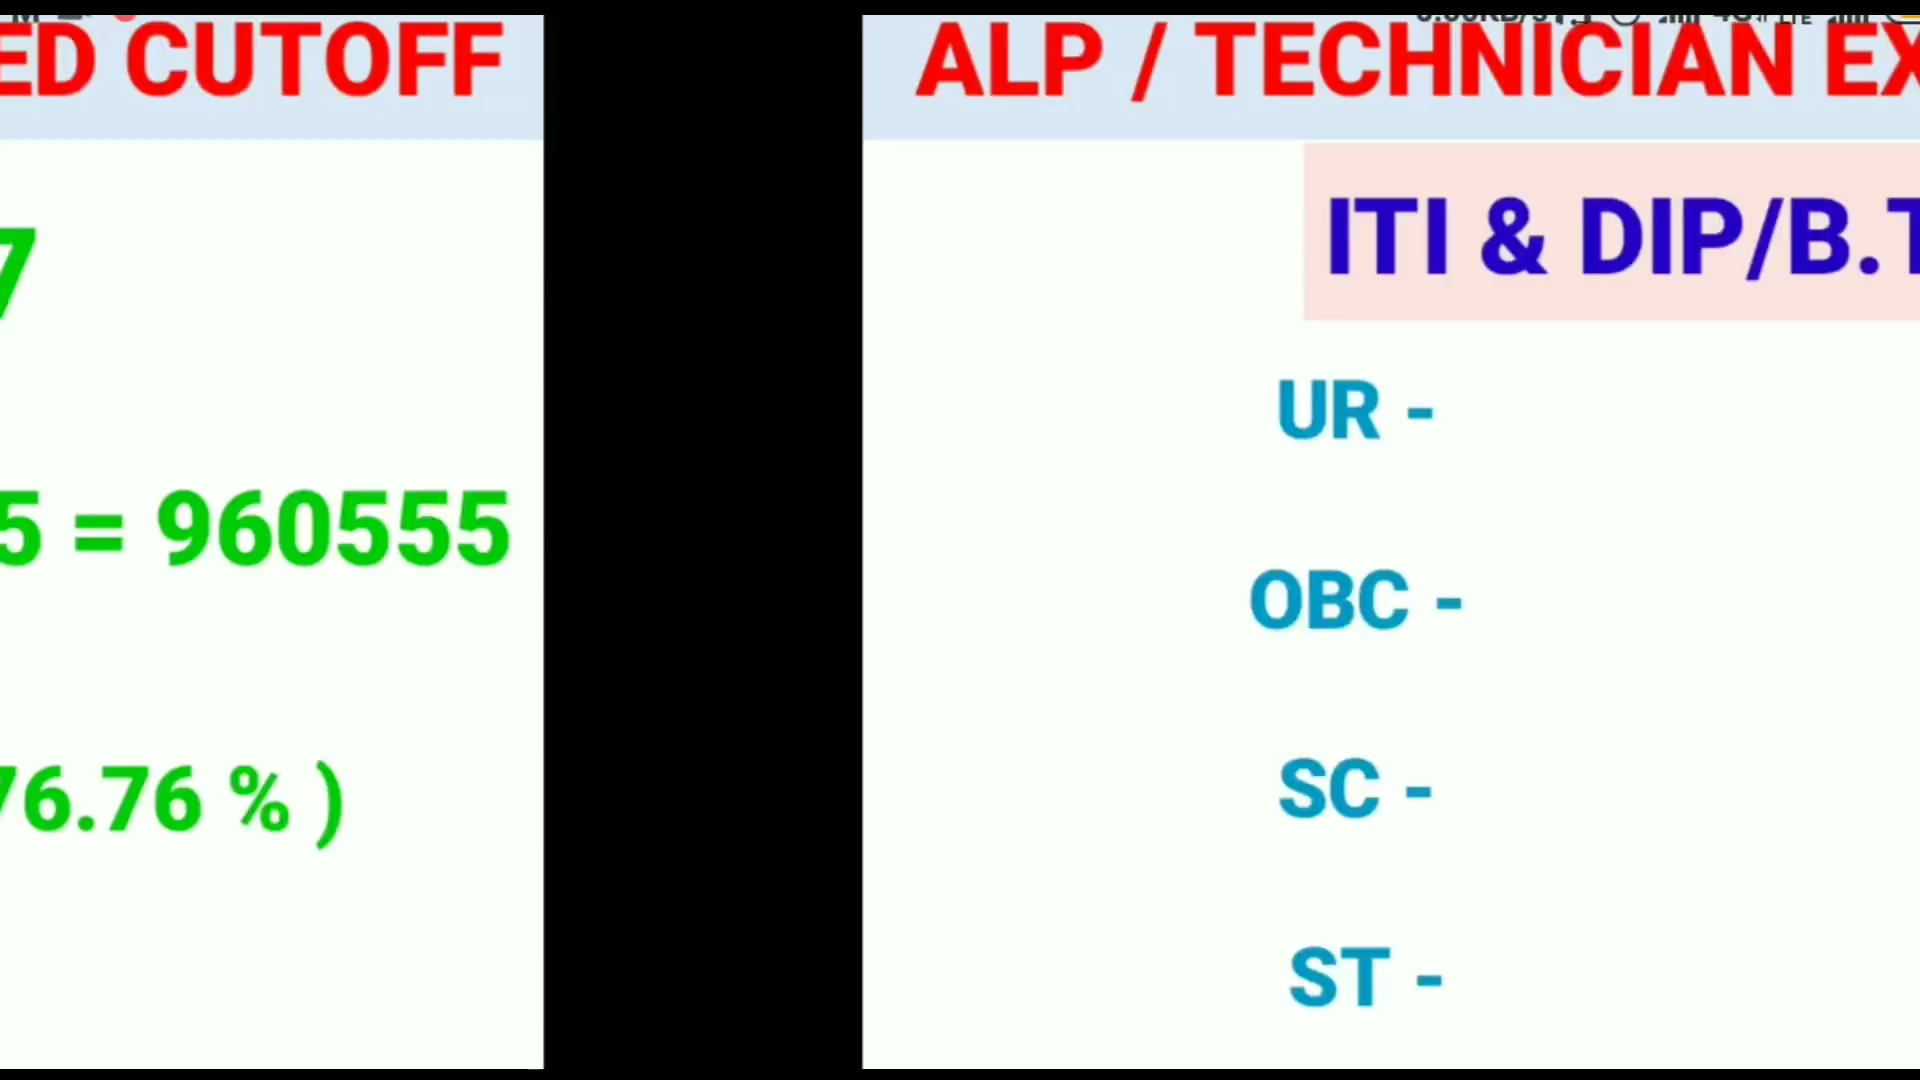 ED CUTOFF
7
5 = 960555
76.76 % )
ALP / TECHNICIAN EX
ITI & DIP/B.T
UR -
OBC -
SC -
ST -